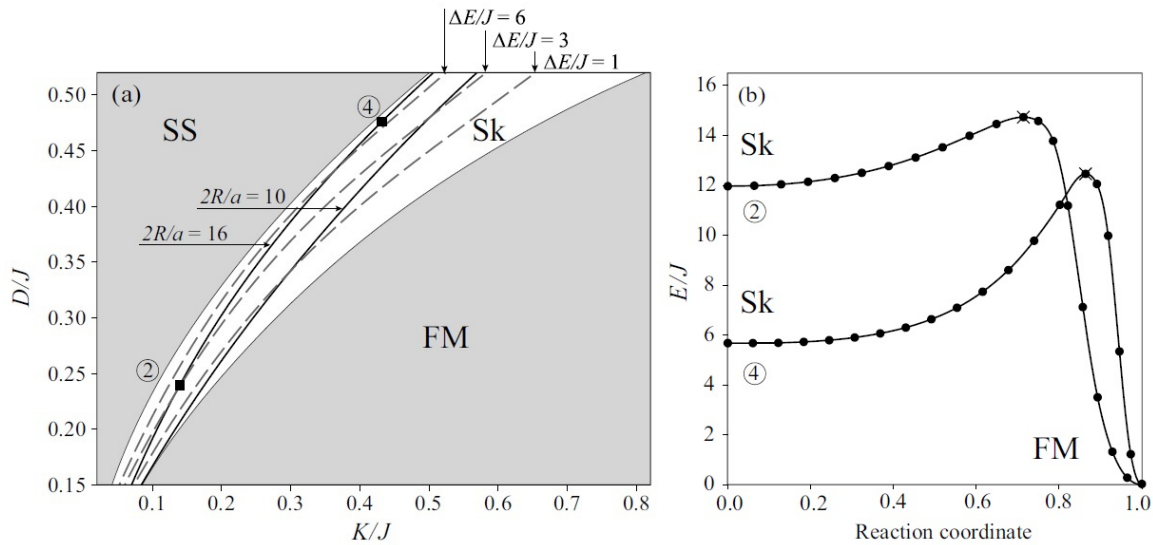 ΔE/J = 6
ΔE/J = 3
ΔE/J = 1
(a)
0.50
0.45
0.40
0.35
0.30
0.25
0.20
0.15
D/J
SS
④
Sk
2R/a = 10
2R/a = 16
FM
②
0.1 0.2 0.3 0.4 0.5 0.6 0.7 0.8
K/J
(b)
16
14
12
10
8
6
4
2
0
E/J
Sk
②
Sk
④
FM
0.0 0.2 0.4 0.6 0.8 1.0
Reaction coordinate